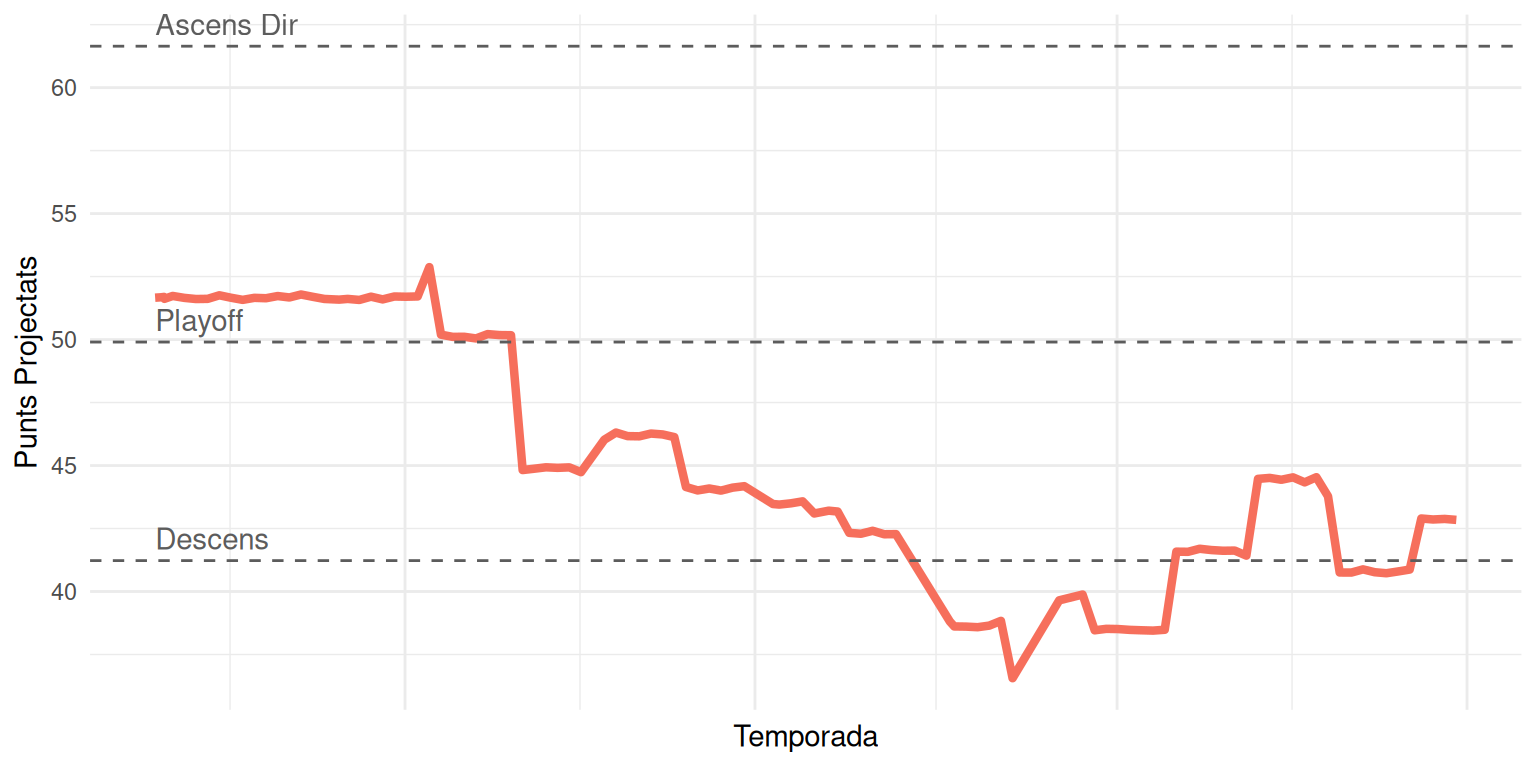 Ascens Dir
60
55
Playoff
50
45
Descens
40
Punts Projectats
Temporada